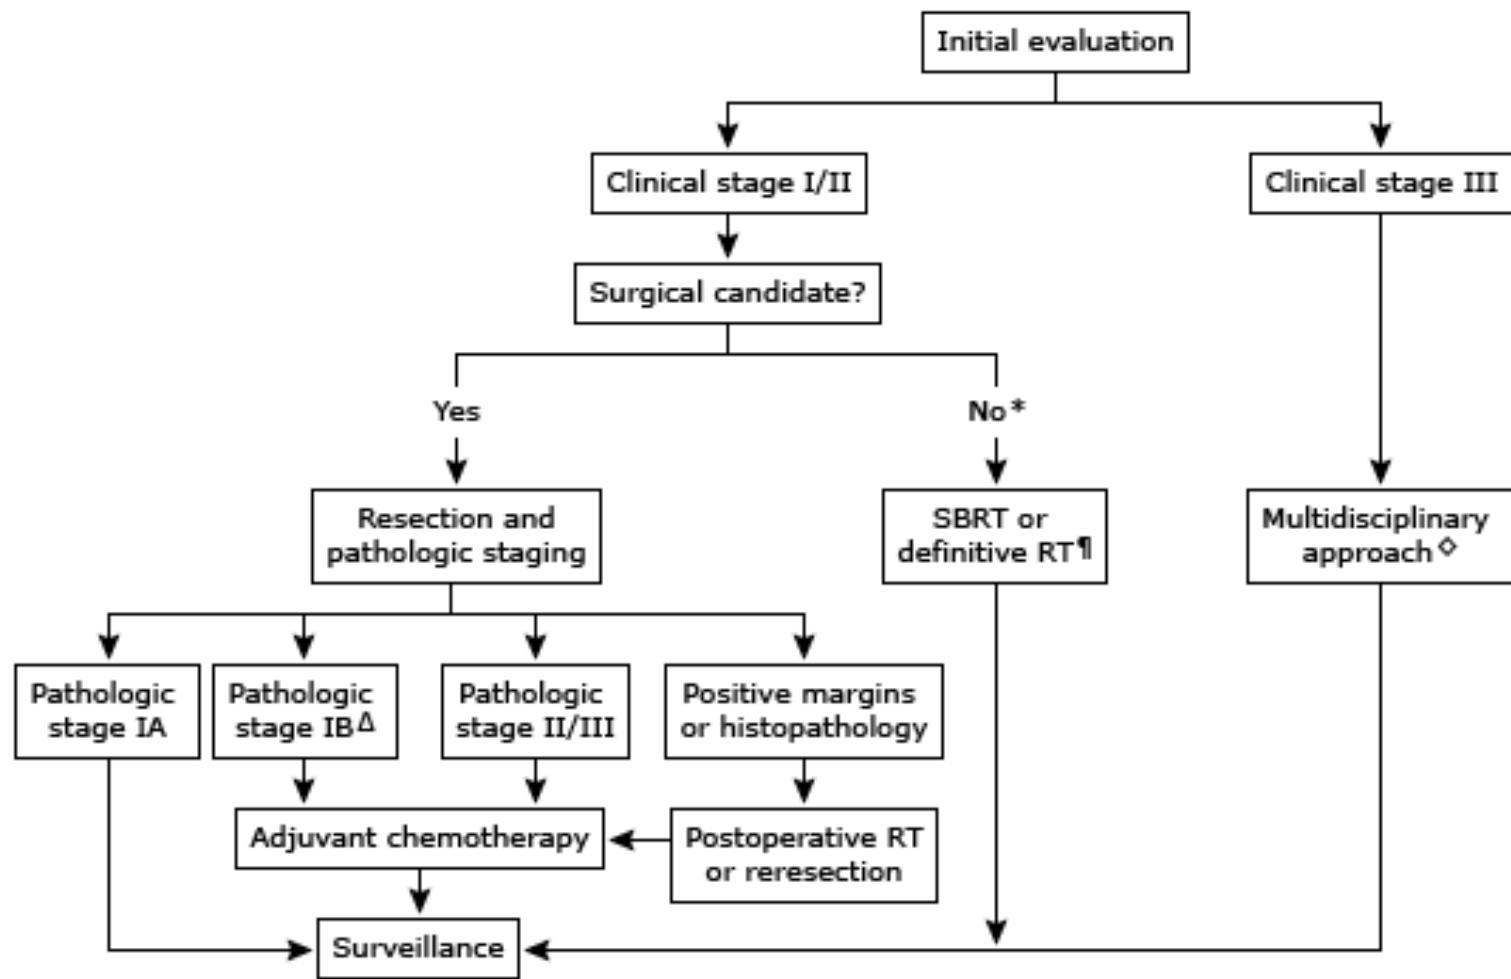 Initial evaluation
Clinical stage I/II
Clinical stage III
Surgical candidate?
Yes
No*
Resection and
pathologic staging
SBRT or
definitive RT¶
Multidisciplinary
approach◇
Pathologic
stage IA
Pathologic
stage IBΔ
Pathologic
stage II/III
Positive margins
or histopathology
Adjuvant chemotherapy
Postoperative RT
or reresection
Surveillance